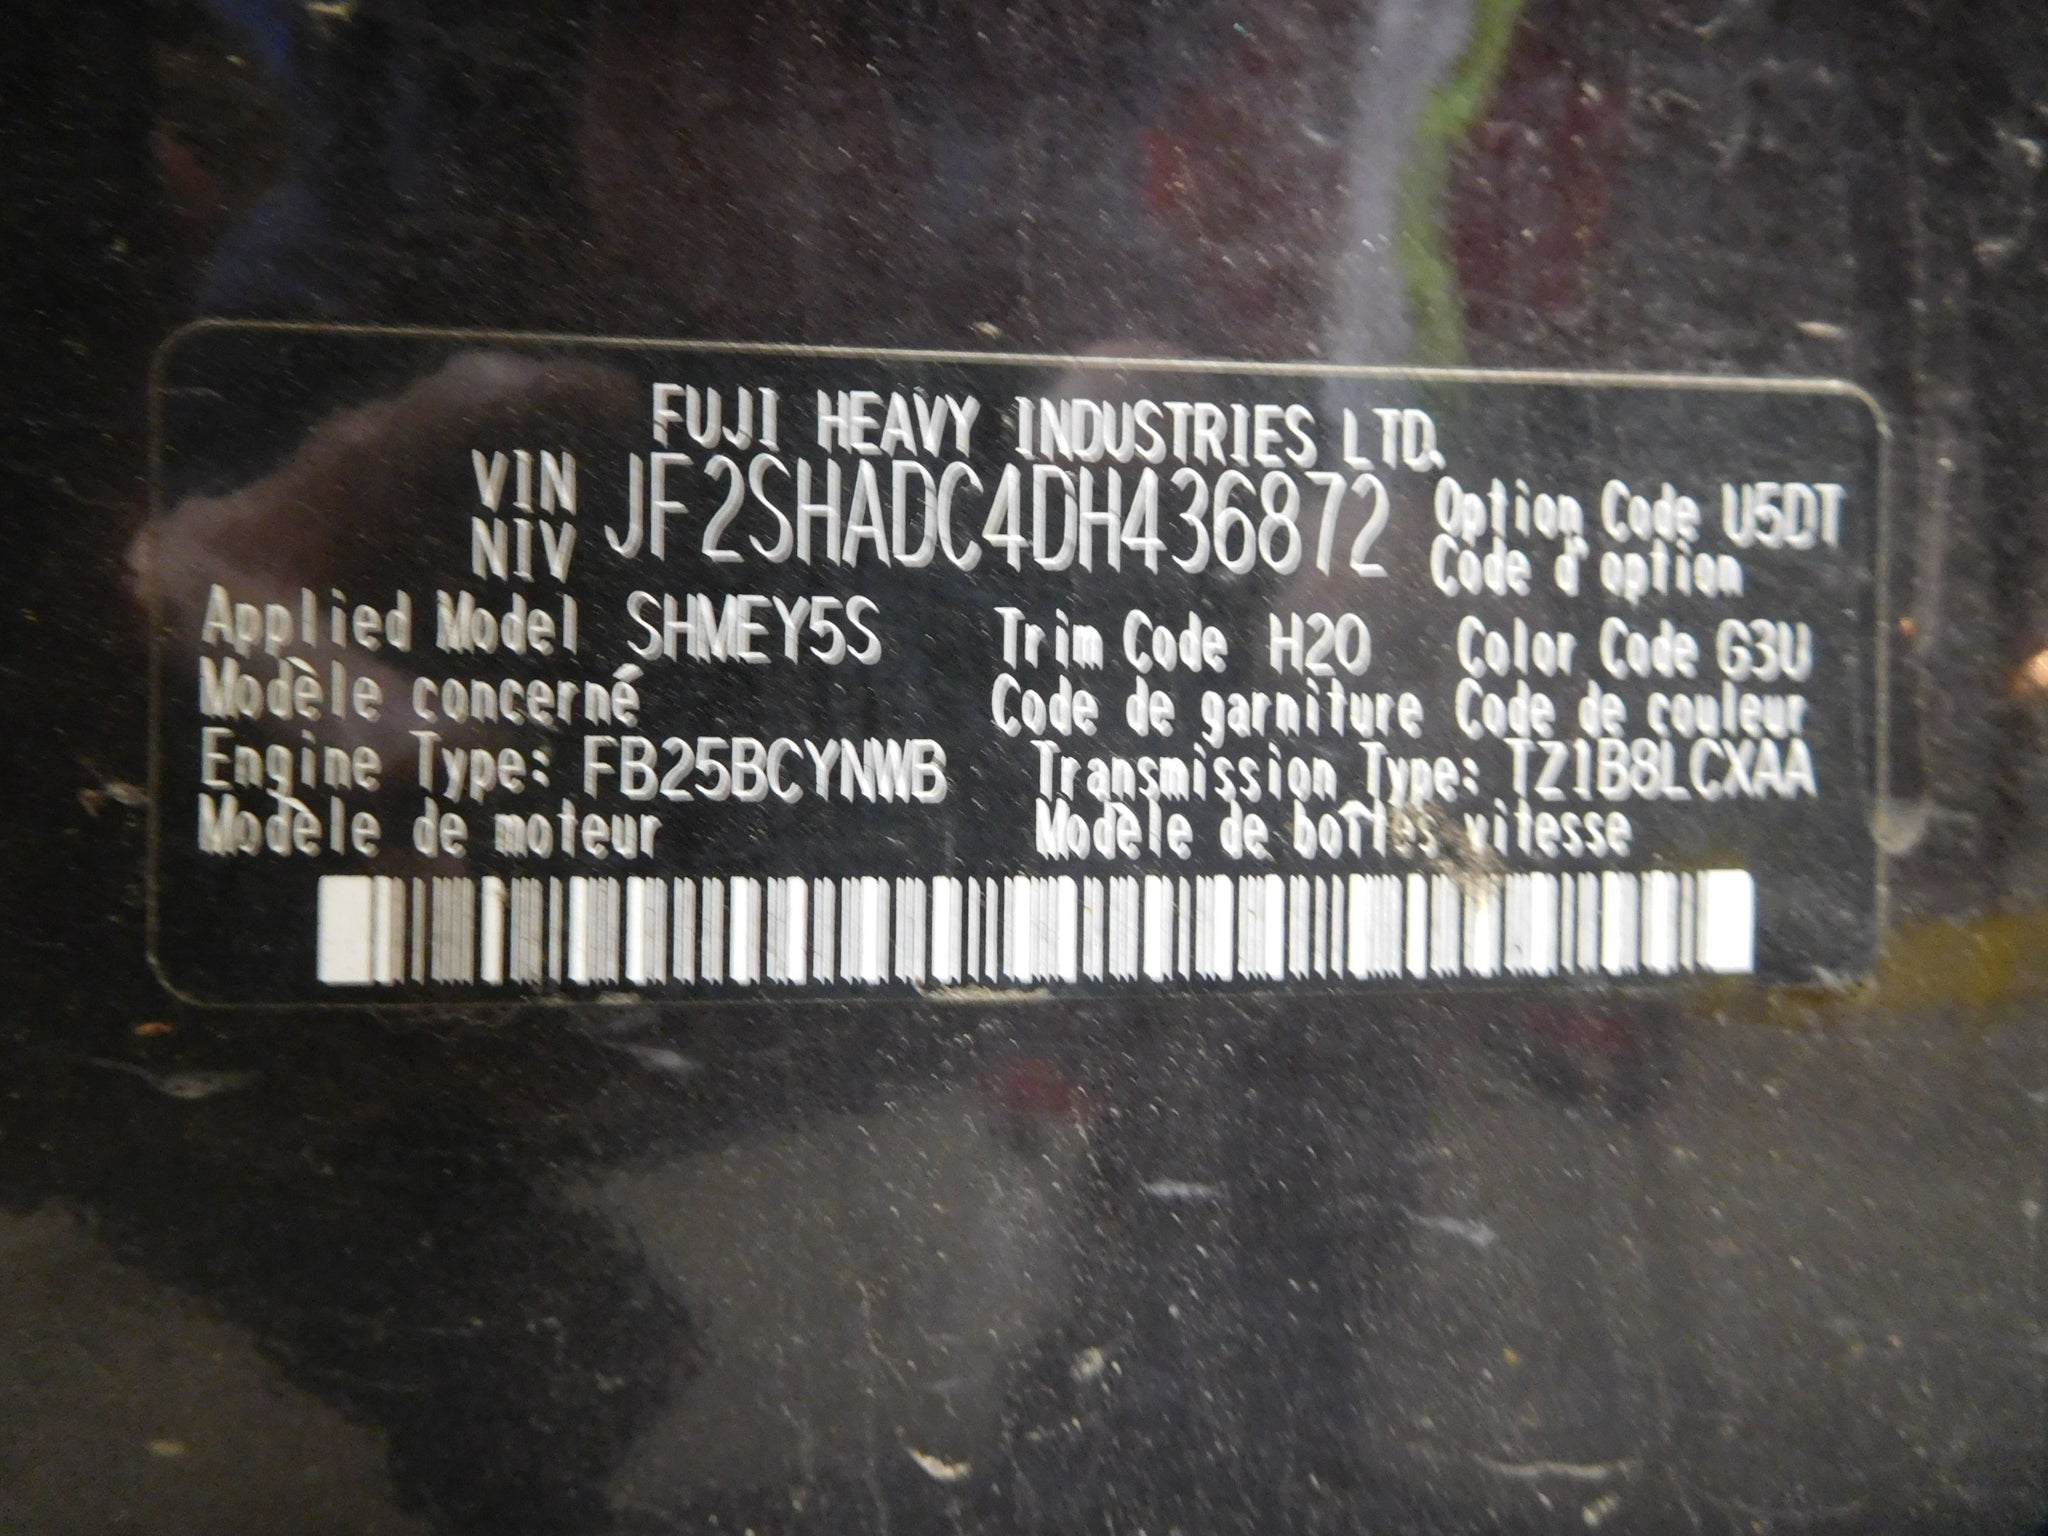 FUJI HEAVY INDUSTRIES LTD.
VIN JF2SHADC4DH436872 Option Code U5DT
NIV Code d'option
Applied Model SHMEY5S Trim Code H20 Color Code G3U
Modèle concerné Code de garniture Code de couleur
Engine Type: FB25BCYNWB Transmission Type: TZ1B8LCXAA
Modèle de moteur Modèle de boîtes vitesse